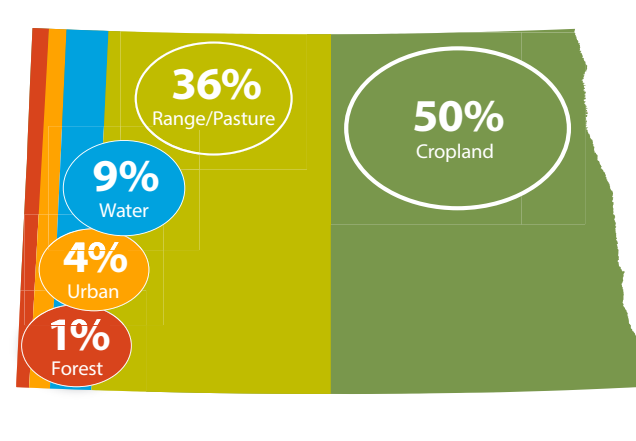 36%
Range/Pasture
50%
Cropland
9%
Water
4%
Urban
1%
Forest